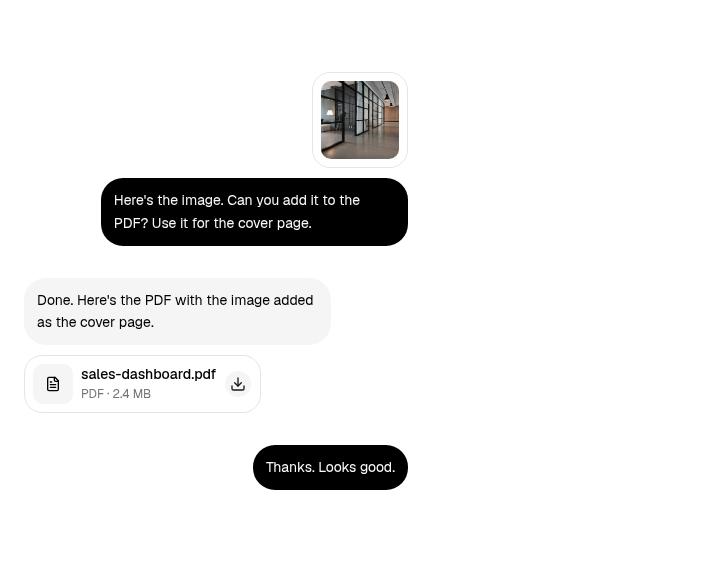 Here's the image. Can you add it to the
PDF? Use it for the cover page.
Done. Here's the PDF with the image added
as the cover page.
sales-dashboard.pdf
PDF · 2.4 MB
Thanks. Looks good.